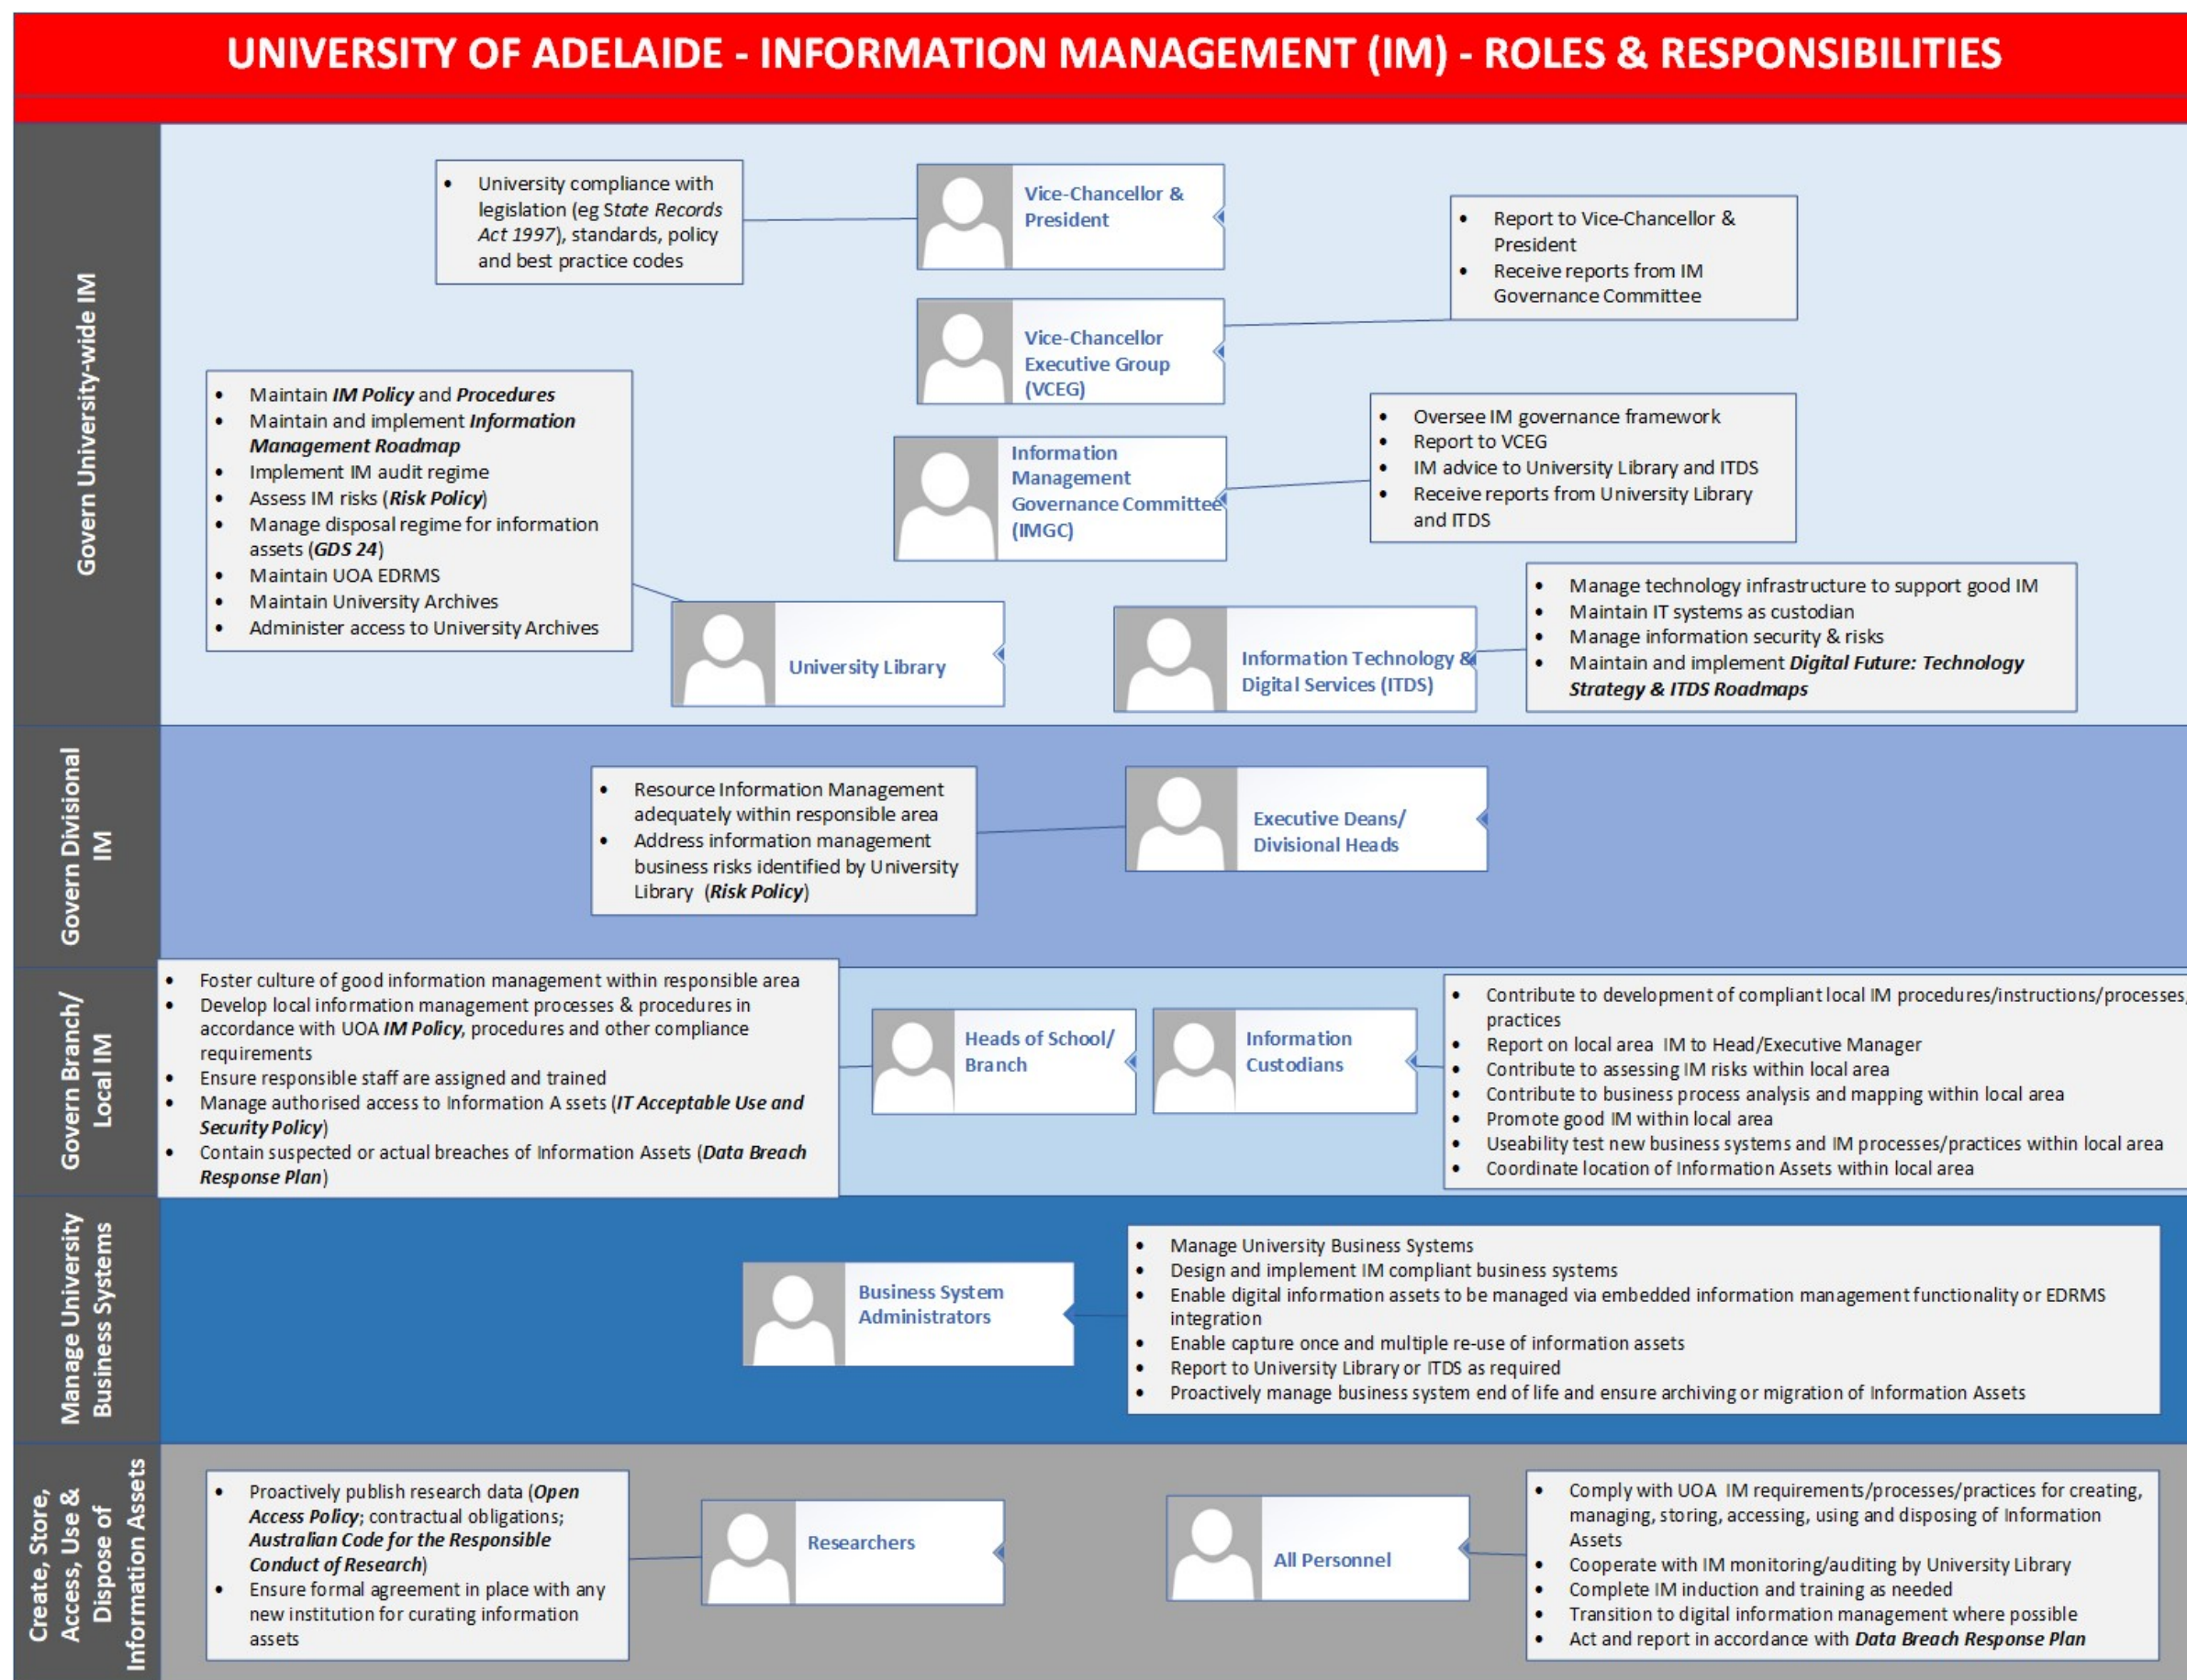 UNIVERSITY OF ADELAIDE - INFORMATION MANAGEMENT (IM) - ROLES & RESPONSIBILITIES
Govern University-wide IM
• University compliance with
legislation (eg State Records
Act 1997), standards, policy
and best practice codes
Vice-Chancellor &
President
• Report to Vice-Chancellor &
President
• Receive reports from IM
Governance Committee
Vice-Chancellor
Executive Group
(VCEG)
• Maintain IM Policy and Procedures
• Maintain and implement Information
Management Roadmap
• Implement IM audit regime
• Assess IM risks (Risk Policy)
• Manage disposal regime for information
assets (GDS 24)
• Maintain UOA EDRMS
• Maintain University Archives
• Administer access to University Archives
Information
Management
Governance Committee
(IMGC)
• Oversee IM governance framework
• Report to VCEG
• IM advice to University Library and ITDS
• Receive reports from University Library
and ITDS
University Library
Information Technology &
Digital Services (ITDS)
• Manage technology infrastructure to support good IM
• Maintain IT systems as custodian
• Manage information security & risks
• Maintain and implement Digital Future: Technology
Strategy & ITDS Roadmaps
Govern Divisional
IM
• Resource Information Management
adequately within responsible area
• Address information management
business risks identified by University
Library (Risk Policy)
Executive Deans/
Divisional Heads
Govern Branch/
Local IM
• Foster culture of good information management within responsible area
• Develop local information management processes & procedures in
accordance with UOA IM Policy, procedures and other compliance
requirements
• Ensure responsible staff are assigned and trained
• Manage authorised access to Information A ssets (IT Acceptable Use and
Security Policy)
• Contain suspected or actual breaches of Information Assets (Data Breach
Response Plan)
Heads of School/
Branch
Information
Custodians
• Contribute to development of compliant local IM procedures/instructions/processes/
practices
• Report on local area IM to Head/Executive Manager
• Contribute to assessing IM risks within local area
• Contribute to business process analysis and mapping within local area
• Promote good IM within local area
• Useability test new business systems and IM processes/practices within local area
• Coordinate location of Information Assets within local area
Manage University
Business Systems
Business System
Administrators
• Manage University Business Systems
• Design and implement IM compliant business systems
• Enable digital information assets to be managed via embedded information management functionality or EDRMS
integration
• Enable capture once and multiple re-use of information assets
• Report to University Library or ITDS as required
• Proactively manage business system end of life and ensure archiving or migration of Information Assets
Create, Store,
Access, Use &
Dispose of
Information Assets
• Proactively publish research data (Open
Access Policy; contractual obligations;
Australian Code for the Responsible
Conduct of Research)
• Ensure formal agreement in place with any
new institution for curating information
assets
Researchers
All Personnel
• Comply with UOA IM requirements/processes/practices for creating,
managing, storing, accessing, using and disposing of Information
Assets
• Cooperate with IM monitoring/auditing by University Library
• Complete IM induction and training as needed
• Transition to digital information management where possible
• Act and report in accordance with Data Breach Response Plan